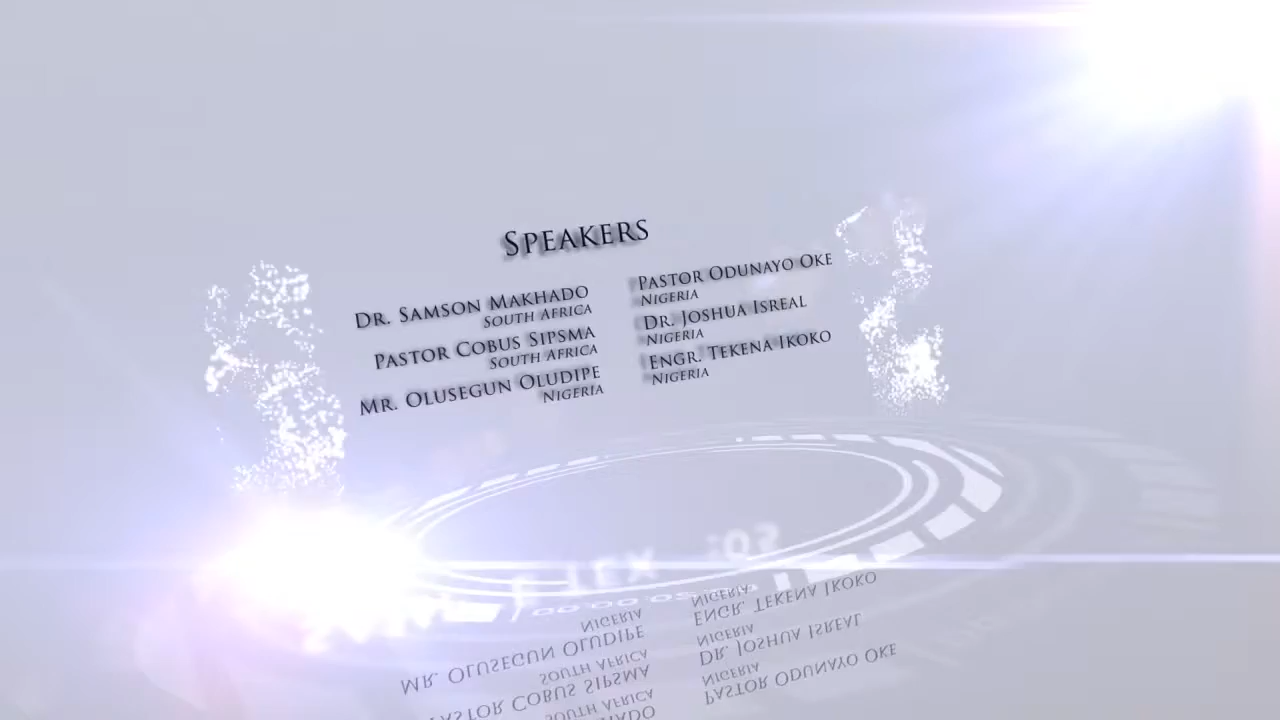 SPEAKERS
DR. SAMSON MAKHADO
SOUTH AFRICA
PASTOR COBUS SIPSMA
SOUTH AFRICA
MR. OLUSEGUN OLUDIPE
NIGERIA
PASTOR ODUNAYO OKE
NIGERIA
DR. JOSHUA ISREAL
NIGERIA
ENGR. TEKENA IKOKO
NIGERIA